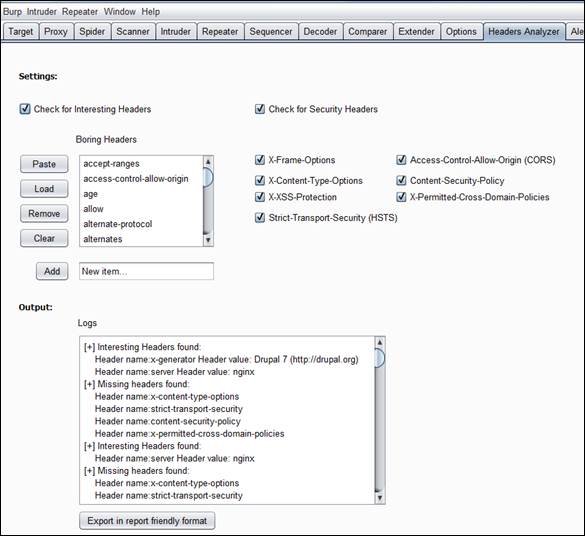 Burp Intruder Repeater Window Help
Target Proxy Spider Scanner Intruder Repeater Sequencer Decoder Comparer Extender Options Headers Analyzer Ale
Settings:
Check for Interesting Headers
Check for Security Headers
Boring Headers
Paste
Load
Remove
Clear
accept-ranges
access-control-allow-origin
age
allow
alternate-protocol
alternates
X-Frame-Options
Access-Control-Allow-Origin (CORS)
X-Content-Type-Options
Content-Security-Policy
X-XSS-Protection
X-Permitted-Cross-Domain-Policies
Strict-Transport-Security (HSTS)
Add
New item...
Output:
Logs
[+] Interesting Headers found:
Header name:x-generator Header value: Drupal 7 (http://drupal.org)
Header name:server Header value: nginx
[+] Missing headers found:
Header name:x-content-type-options
Header name:strict-transport-security
Header name:content-security-policy
Header name:x-permitted-cross-domain-policies
[+] Interesting Headers found:
Header name:server Header value: nginx
[+] Missing headers found:
Header name:x-content-type-options
Header name:strict-transport-security
Export in report friendly format